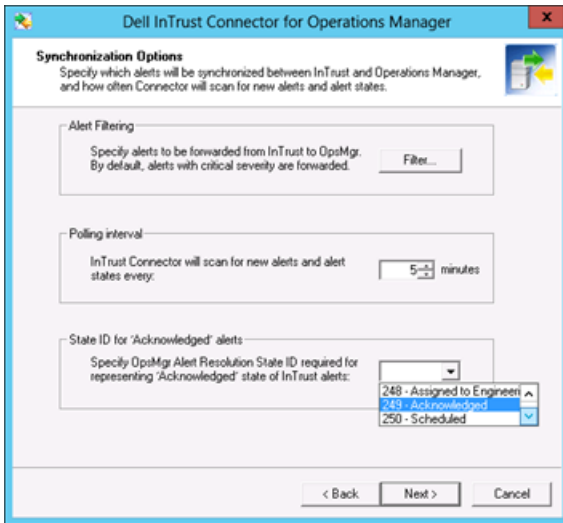 Dell InTrust Connector for Operations Manager
x
Synchronization Options
Specify which alerts will be synchronized between InTrust and Operations Manager,
and how often Connector will scan for new alerts and alert states.
Alert Filtering
Specify alerts to be forwarded from InTrust to OpsMgr.
By default, alerts with critical severity are forwarded.
Filter...
Polling interval
InTrust Connector will scan for new alerts and alert
states every:
5
minutes
State ID for 'Acknowledged' alerts
Specify OpsMgr Alert Resolution State ID required for
representing 'Acknowledged' state of InTrust alerts:
248 - Assigned to Engineeri
249 - Acknowledged
250 - Scheduled
< Back
Next >
Cancel